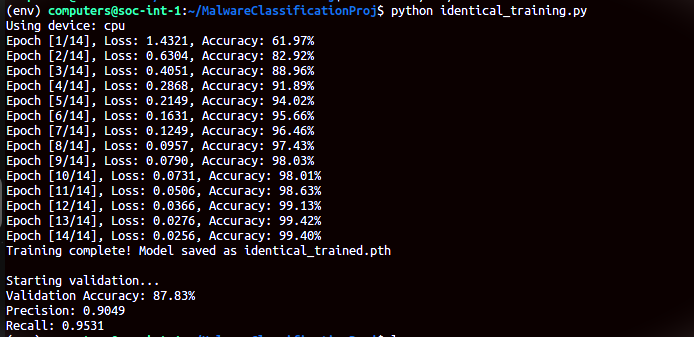 (env) computers@soc-int-1:~/MalwareClassificationProj$ python identical_training.py
Using device: cpu
Epoch [1/14], Loss: 1.4321, Accuracy: 61.97%
Epoch [2/14], Loss: 0.6304, Accuracy: 82.92%
Epoch [3/14], Loss: 0.4051, Accuracy: 88.96%
Epoch [4/14], Loss: 0.2868, Accuracy: 91.89%
Epoch [5/14], Loss: 0.2149, Accuracy: 94.02%
Epoch [6/14], Loss: 0.1631, Accuracy: 95.66%
Epoch [7/14], Loss: 0.1249, Accuracy: 96.46%
Epoch [8/14], Loss: 0.0957, Accuracy: 97.43%
Epoch [9/14], Loss: 0.0790, Accuracy: 98.03%
Epoch [10/14], Loss: 0.0731, Accuracy: 98.01%
Epoch [11/14], Loss: 0.0506, Accuracy: 98.63%
Epoch [12/14], Loss: 0.0366, Accuracy: 99.13%
Epoch [13/14], Loss: 0.0276, Accuracy: 99.42%
Epoch [14/14], Loss: 0.0256, Accuracy: 99.40%
Training complete! Model saved as identical_trained.pth
Starting validation...
Validation Accuracy: 87.83%
Precision: 0.9049
Recall: 0.9531